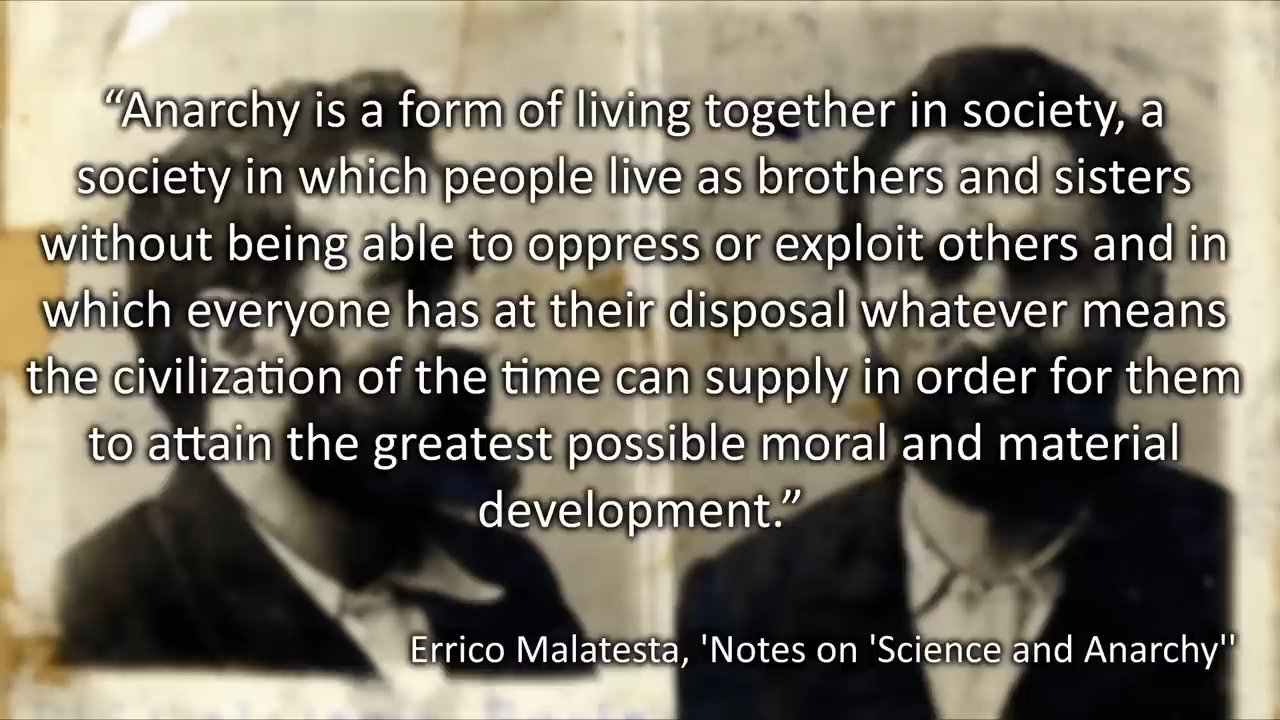 “Anarchy is a form of living together in society, a
society in which people live as brothers and sisters
without being able to oppress or exploit others and in
which everyone has at their disposal whatever means
the civilization of the time can supply in order for them
to attain the greatest possible moral and material
development.”
Errico Malatesta, 'Notes on 'Science and Anarchy''